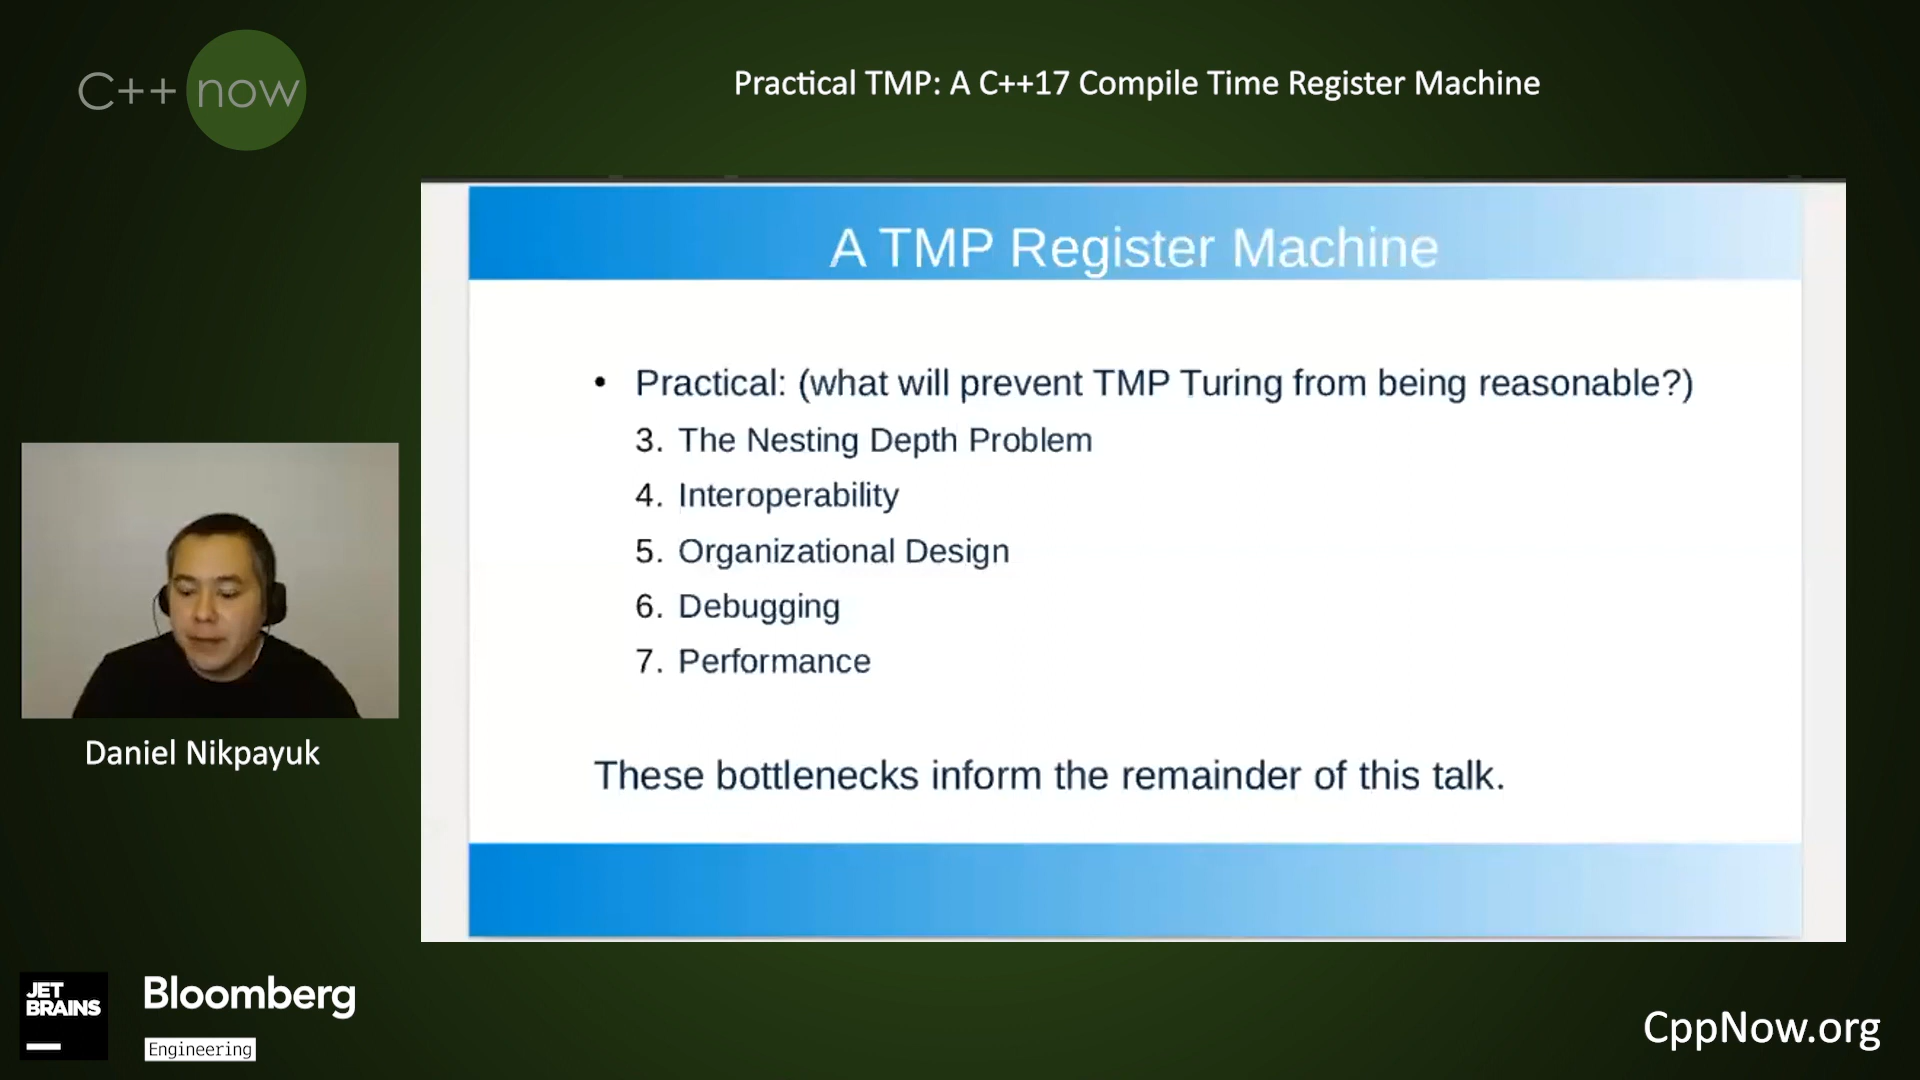 C++ now
Practical TMP: A C++17 Compile Time Register Machine
A TMP Register Machine
• Practical: (what will prevent TMP Turing from being reasonable?)
3. The Nesting Depth Problem
4. Interoperability
5. Organizational Design
6. Debugging
7. Performance
These bottlenecks inform the remainder of this talk.
Daniel Nikpayuk
JET
BRAINS
Bloomberg
Engineering
CppNow.org